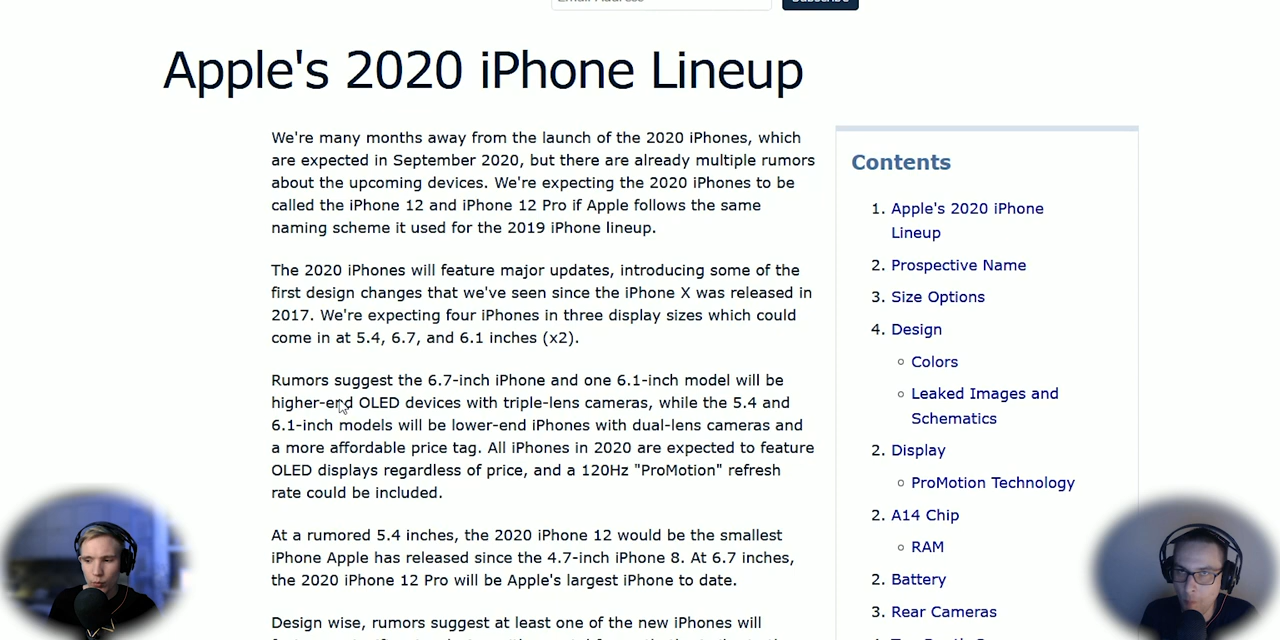 Email Address
Subscribe
Apple's 2020 iPhone Lineup
We're many months away from the launch of the 2020 iPhones, which
are expected in September 2020, but there are already multiple rumors
about the upcoming devices. We're expecting the 2020 iPhones to be
called the iPhone 12 and iPhone 12 Pro if Apple follows the same
naming scheme it used for the 2019 iPhone lineup.
The 2020 iPhones will feature major updates, introducing some of the
first design changes that we've seen since the iPhone X was released in
2017. We're expecting four iPhones in three display sizes which could
come in at 5.4, 6.7, and 6.1 inches (x2).
Rumors suggest the 6.7-inch iPhone and one 6.1-inch model will be
higher-end OLED devices with triple-lens cameras, while the 5.4 and
6.1-inch models will be lower-end iPhones with dual-lens cameras and
a more affordable price tag. All iPhones in 2020 are expected to feature
OLED displays regardless of price, and a 120Hz "ProMotion" refresh
rate could be included.
At a rumored 5.4 inches, the 2020 iPhone 12 would be the smallest
iPhone Apple has released since the 4.7-inch iPhone 8. At 6.7 inches,
the 2020 iPhone 12 Pro will be Apple's largest iPhone to date.
Design wise, rumors suggest at least one of the new iPhones will
Contents
1. Apple's 2020 iPhone
Lineup
2. Prospective Name
3. Size Options
4. Design
Colors
Leaked Images and
Schematics
2. Display
ProMotion Technology
2. A14 Chip
RAM
2. Battery
3. Rear Cameras